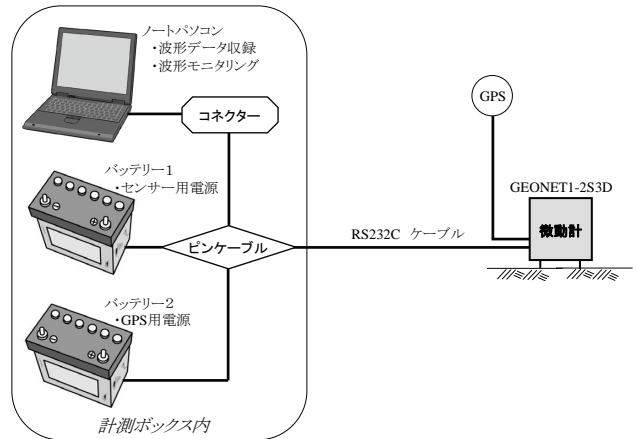 ノートパソコン
・波形データ収録
・波形モニタリング
コネクター
GPS
GEONET1-2S3D
バッテリー1
・センサー用電源
微動計
ピンケーブル
RS232C ケーブル
バッテリー2
・GPS用電源
計測ボックス内